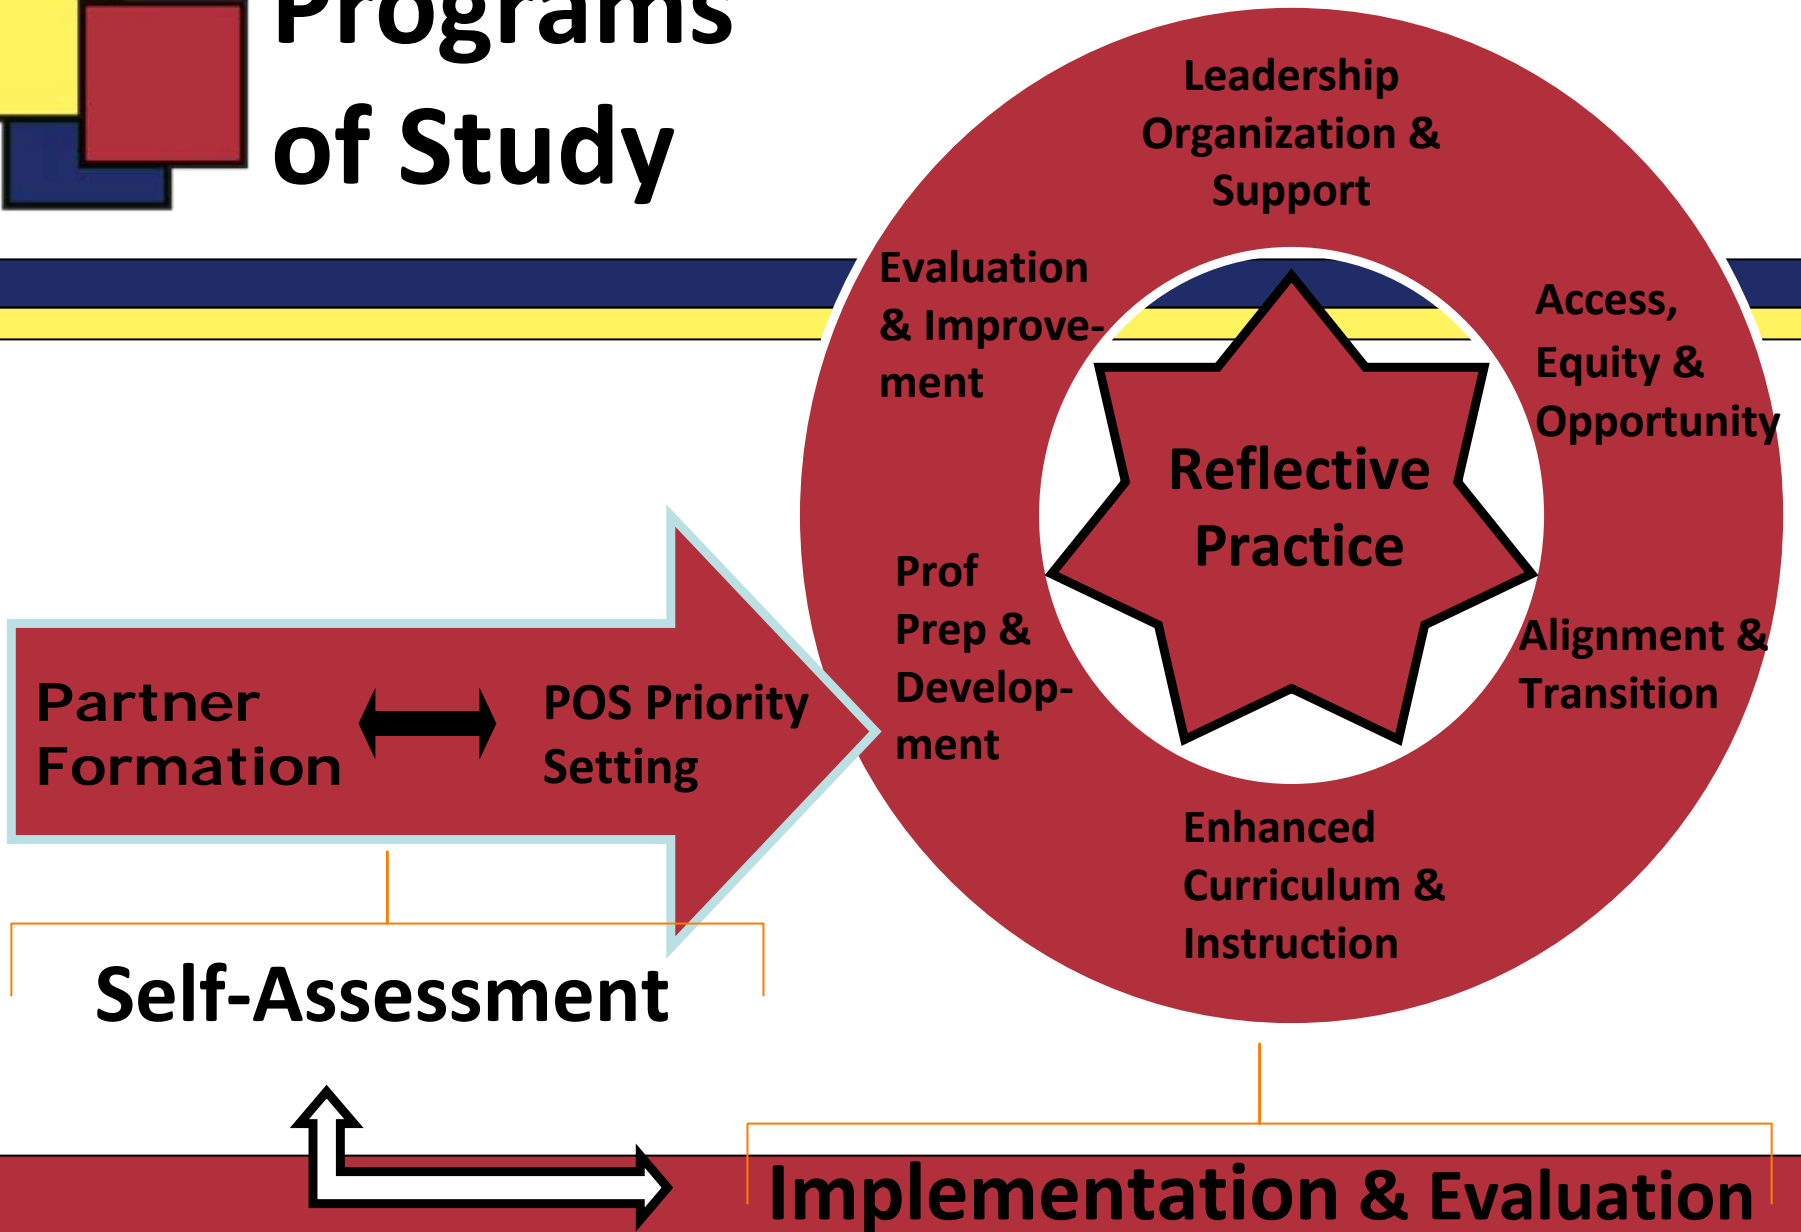 Programs
of Study
Leadership
Organization &
Support
Evaluation
& Improve-
ment
Access,
Equity &
Opportunity
Reflective
Practice
Prof
Prep &
Develop-
ment
Alignment &
Transition
Enhanced
Curriculum &
Instruction
Partner
Formation
POS Priority
Setting
Self-Assessment
Implementation & Evaluation